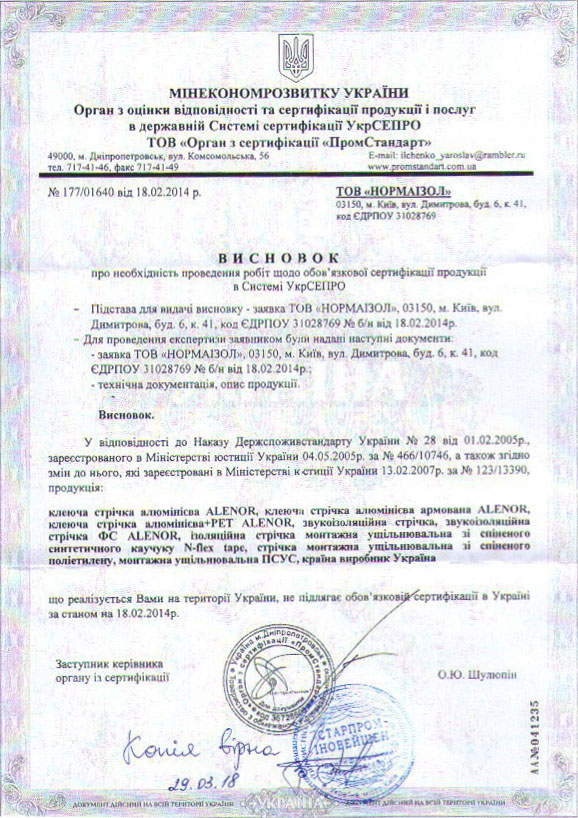 МІНЕКОНОМРОЗВИТКУ УКРАЇНИ
Орган з оцінки відповідності та сертифікації продукції і послуг
в державній Системі сертифікації УкрСЕПРО
ТОВ «Орган з сертифікації «ПромСтандарт»
49000, м. Дніпропетровськ, вул. Комсомольська, 56
E-mail: ilchenko_yaroslav@rambler.ru
тел. 717-41-46, факс 717-41-49
www.promstandart.com.ua
№ 177/01640 від 18.02.2014 р.
ТОВ «НОРМАІЗОЛ»
03150, м. Київ, вул. Димитрова, буд. 6, к. 41,
код ЄДРПОУ 31028769
ВИСНОВОК
про необхідність проведення робіт щодо обов’язкової сертифікації продукції
в Системі УкрСЕПРО
– Підстава для видачі висновку - заявка ТОВ «НОРМАІЗОЛ», 03150, м. Київ, вул.
Димитрова, буд. 6, к. 41, код ЄДРПОУ 31028769 № б/н від 18.02.2014р.
– Для проведення експертизи заявником були надані наступні документи:
- заявка ТОВ «НОРМАІЗОЛ», 03150, м. Київ, вул. Димитрова, буд. 6, к. 41, код
ЄДРПОУ 31028769 № б/н від 18.02.2014р.;
- технічна документація, опис продукції.
Висновок.
У відповідності до Наказу Держспоживстандарту України № 28 від 01.02.2005р.,
зареєстрованого в Міністерстві юстиції України 04.05.2005р. за № 466/10746, а також згідно
змін до нього, які зареєстровані в Міністерстві юстиції України 13.02.2007р. за № 123/13390,
продукція:
клеюча стрічка алюмінієва ALENOR, клеюча стрічка алюмінієва армована ALENOR,
клеюча стрічка алюмінієва+PET ALENOR, звукоізоляційна стрічка, звукоізоляційна
стрічка ФС ALENOR, ізоляційна стрічка монтажна ущільнювальна зі спіненого
синтетичного каучуку N-flex tape, стрічка монтажна ущільнювальна зі спіненого
поліетилену, монтажна ущільнювальна ПСУС, країна виробник Україна
що реалізується Вами на території України, не підлягає обов’язковій сертифікації в Україні
за станом на 18.02.2014р.
Заступник керівника
органу із сертифікації
О.Ю. Шулюпін
Україна м.Дніпропетровськ
«Орган з сертифікації «ПромСтандарт»
Для документів
СТАРПРОМ-
ІНОВЕЙШЕН
Копія вірна
29.03.18
АА.№041235
ДОКУМЕНТ ДІЙСНИЙ НА ВСІЙ ТЕРИТОРІЇ УКРАЇНИ
УКРАЇНА
ДОКУМЕНТ ДІЙСНИЙ НА ВСІЙ ТЕРИТОРІЇ УКРАЇНИ